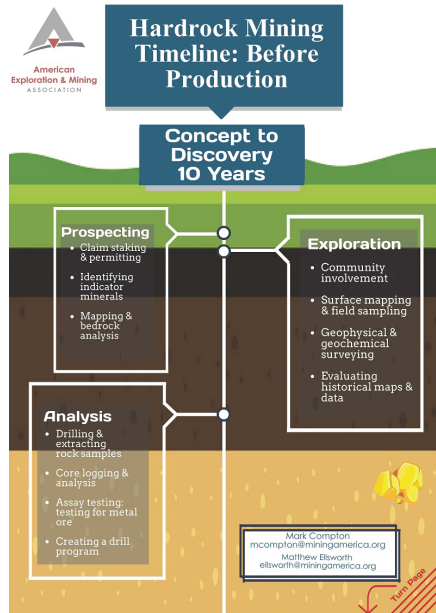 American
Exploration & Mining
ASSOCIATION
Hardrock Mining
Timeline: Before
Production
Concept to
Discovery
10 Years
Prospecting
• Claim staking
& permitting
• Identifying
indicator
minerals
• Mapping &
bedrock
analysis
Exploration
• Community
involvement
• Surface mapping
& field sampling
• Geophysical &
geochemical
surveying
• Evaluating
historical maps &
data
Analysis
• Drilling &
extracting
rock samples
• Core logging &
analysis
• Assay testing:
testing for metal
ore
• Creating a drill
program
Mark Compton
mcompton@miningamerica.org
Matthew Ellsworth
ellsworth@miningamerica.org
Turn Page